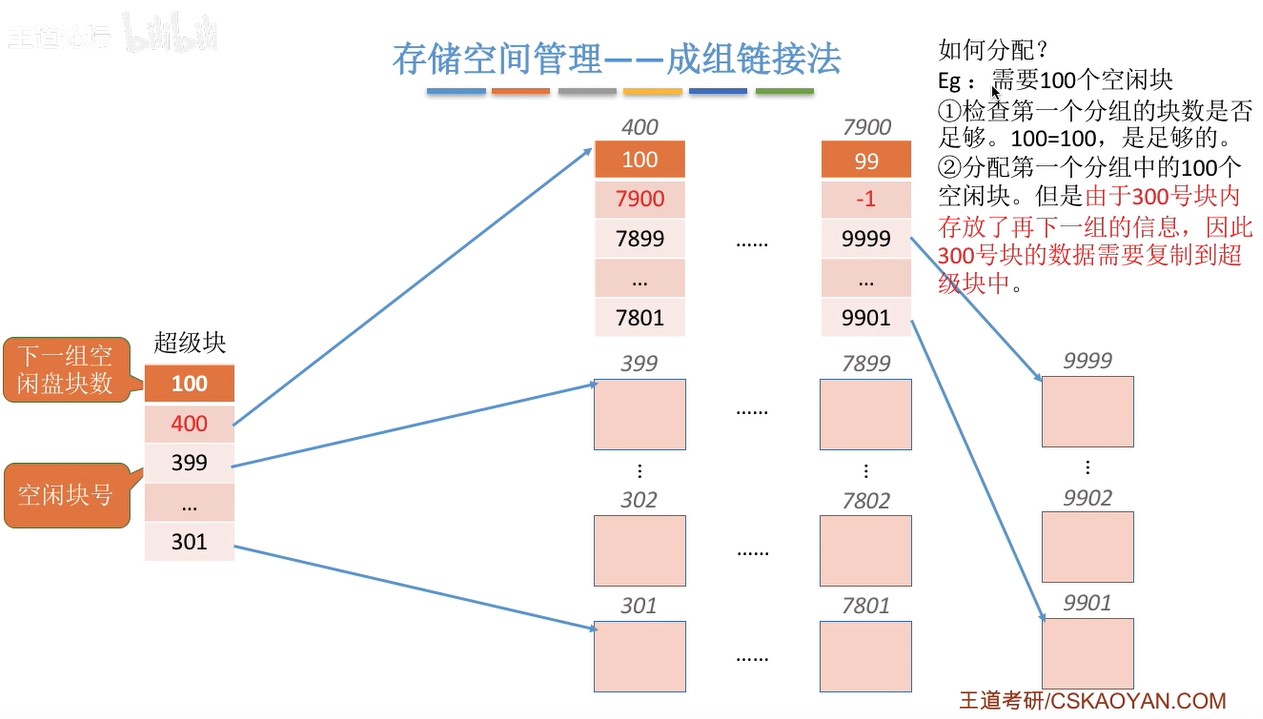 王道论坛 bilibili
存储空间管理——成组链接法
如何分配？
Eg：需要100个空闲块
①检查第一个分组的块数是否
足够。100=100，是足够的。
②分配第一个分组中的100个
空闲块。但是由于300号块内
存放了再下一组的信息，因此
300号块的数据需要复制到超
级块中。
超级块
下一组空
闲盘块数
100
400
399
...
301
空闲块号
400
100
7900
7899
...
7801
399
⋮
302
301
......
......
......
......
7900
99
-1
9999
...
9901
7899
⋮
7802
7801
9999
⋮
9902
9901
王道考研/CSKAOYAN.COM